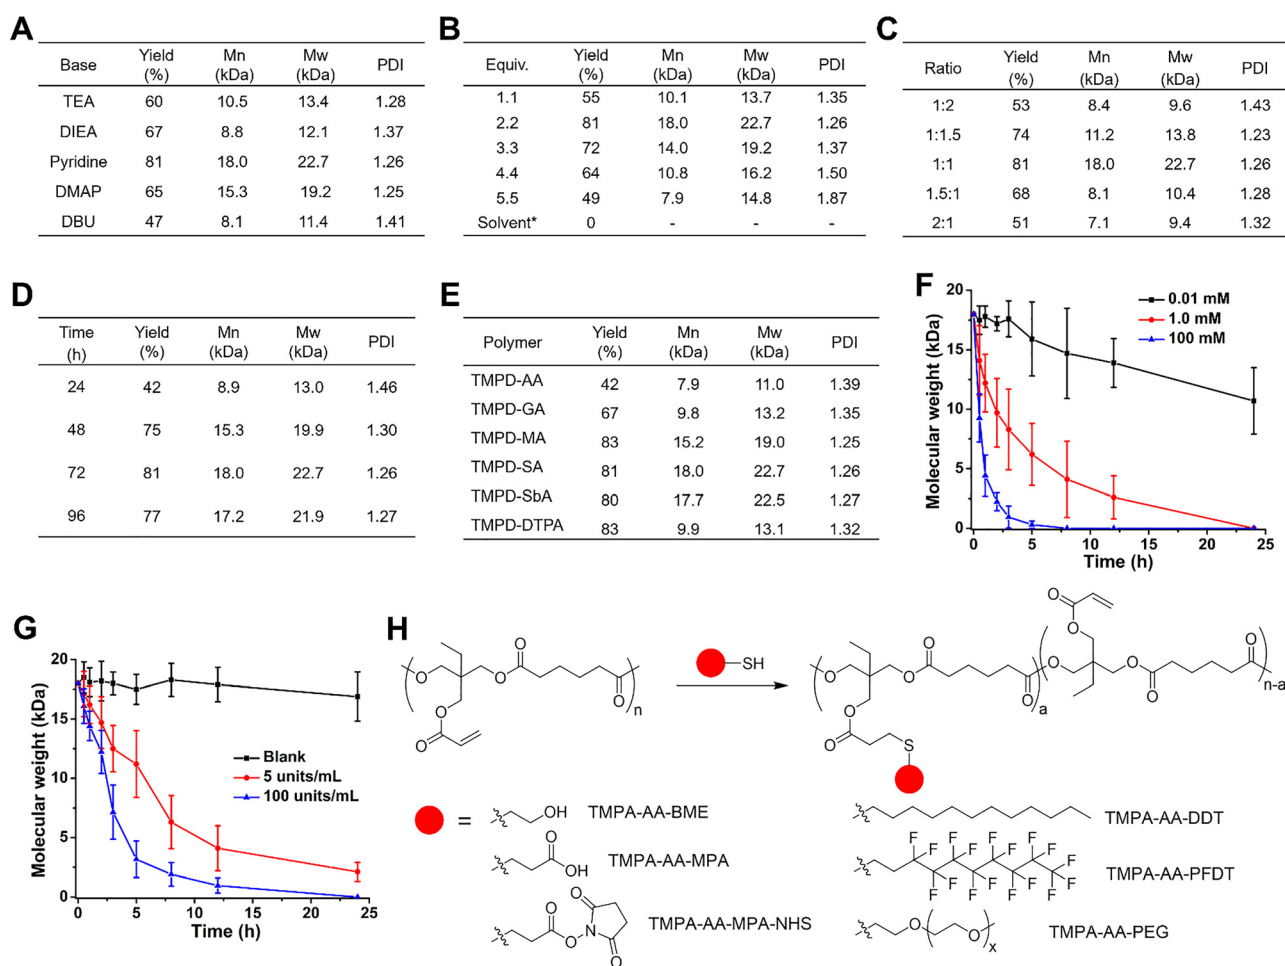 A
Base Yield (%) Mn (kDa) Mw (kDa) PDI
TEA 60 10.5 13.4 1.28
DIEA 67 8.8 12.1 1.37
Pyridine 81 18.0 22.7 1.26
DMAP 65 15.3 19.2 1.25
DBU 47 8.1 11.4 1.41
B
Equiv. Yield (%) Mn (kDa) Mw (kDa) PDI
1.1 55 10.1 13.7 1.35
2.2 81 18.0 22.7 1.26
3.3 72 14.0 19.2 1.37
4.4 64 10.8 16.2 1.50
5.5 49 7.9 14.8 1.87
Solvent* 0 - - -
C
Ratio Yield (%) Mn (kDa) Mw (kDa) PDI
1:2 53 8.4 9.6 1.43
1:1.5 74 11.2 13.8 1.23
1:1 81 18.0 22.7 1.26
1.5:1 68 8.1 10.4 1.28
2:1 51 7.1 9.4 1.32
D
Time (h) Yield (%) Mn (kDa) Mw (kDa) PDI
24 42 8.9 13.0 1.46
48 75 15.3 19.9 1.30
72 81 18.0 22.7 1.26
96 77 17.2 21.9 1.27
E
Polymer Yield (%) Mn (kDa) Mw (kDa) PDI
TMPD-AA 42 7.9 11.0 1.39
TMPD-GA 67 9.8 13.2 1.35
TMPD-MA 83 15.2 19.0 1.25
TMPD-SA 81 18.0 22.7 1.26
TMPD-SbA 80 17.7 22.5 1.27
TMPD-DTPA 83 9.9 13.1 1.32
F
Molecular weight (kDa)
20
15
10
5
0
0.01 mM
1.0 mM
100 mM
0 5 10 15 20 25
Time (h)
G
Molecular weight (kDa)
20
15
10
5
0
Blank
5 units/mL
100 units/mL
0 5 10 15 20 25
Time (h)
H
O O O O n O O
SH
O O O O a O O S
O O O O O O n-a
=
OH TMPA-AA-BME
O OH TMPA-AA-MPA
O O N O O TMPA-AA-MPA-NHS
TMPA-AA-DDT
F F F F F F F F F F F F F F F F F TMPA-AA-PFDT
O O x TMPA-AA-PEG